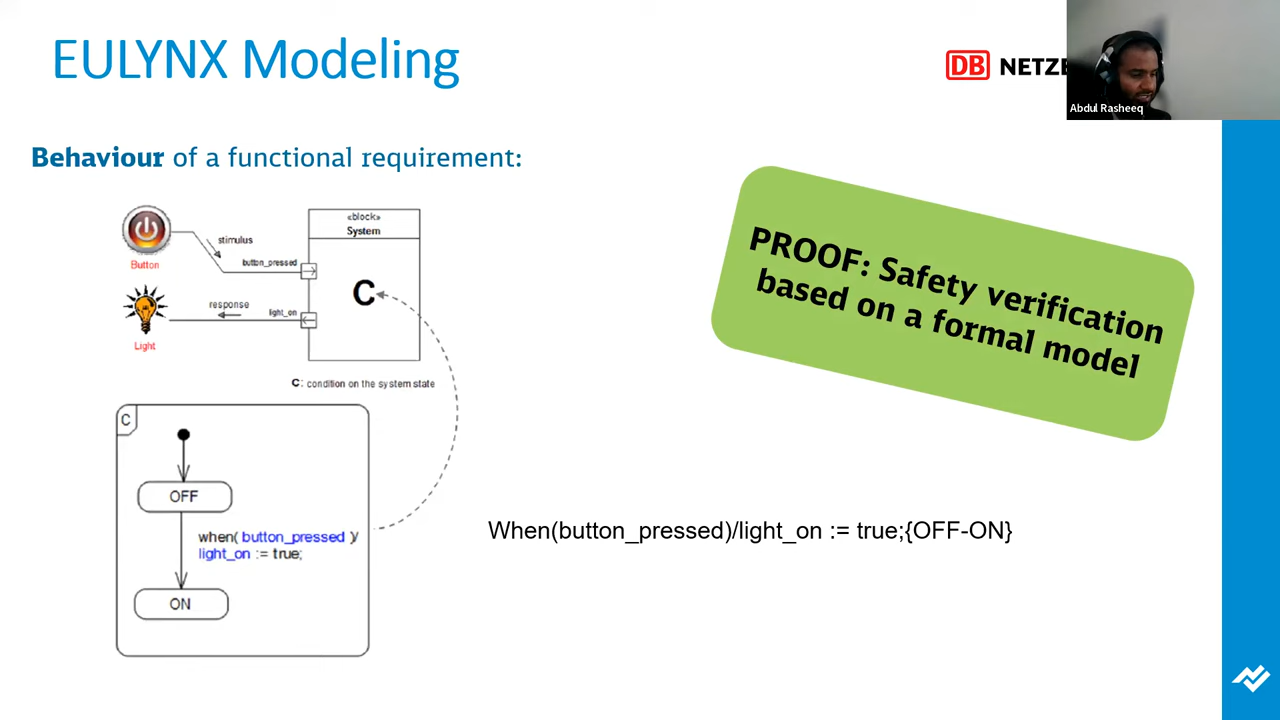 EULYNX Modeling
DB NETZE
Abdul Rasheeq
Behaviour of a functional requirement:
«block»
System
stimulus
button_pressed
Button
C
response
light_on
Light
C: condition on the system state
PROOF: Safety verification
based on a formal model
C
OFF
when( button_pressed )/
light_on := true;
ON
When(button_pressed)/light_on := true;{OFF-ON}